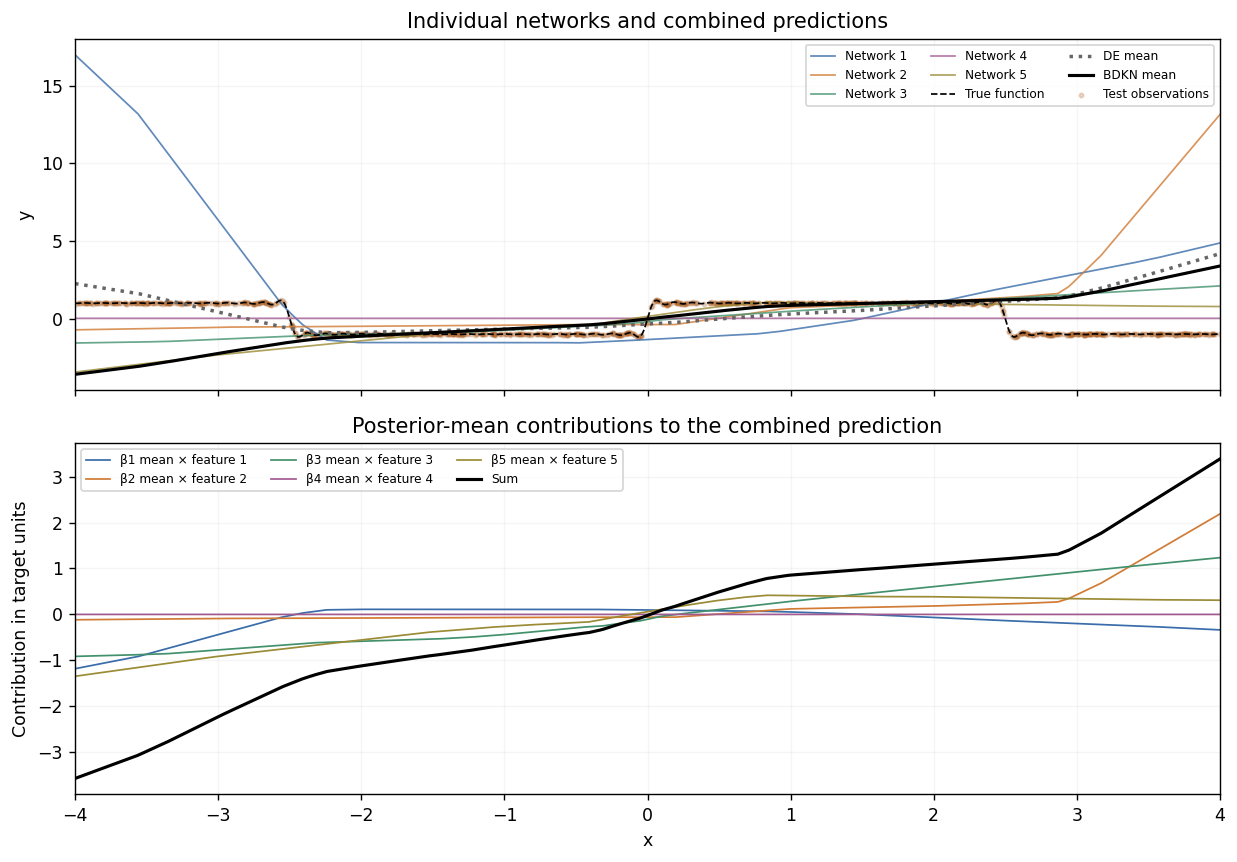 Individual networks and combined predictions
Network 1
Network 2
Network 3
Network 4
Network 5
True function
DE mean
BDKN mean
Test observations
15
10
5
0
y
Posterior-mean contributions to the combined prediction
β1 mean × feature 1
β2 mean × feature 2
β3 mean × feature 3
β4 mean × feature 4
β5 mean × feature 5
Sum
3
2
1
0
−1
−2
−3
Contribution in target units
−4 −3 −2 −1 0 1 2 3 4
x